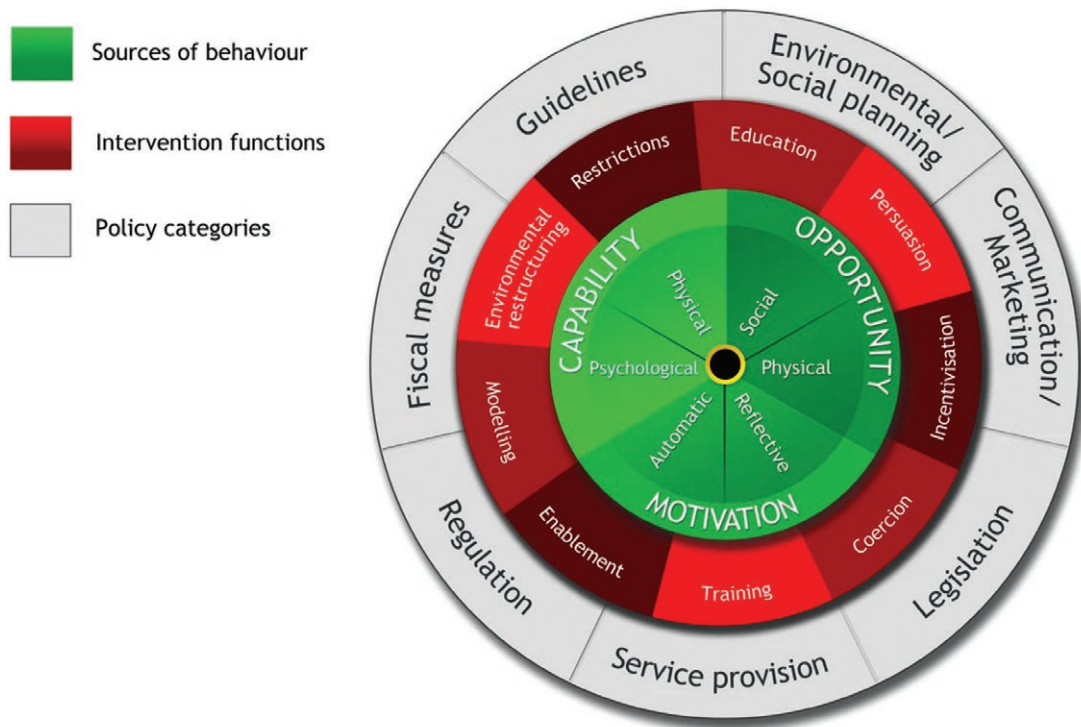 Sources of behaviour
Intervention functions
Policy categories
Guidelines
Environmental/
Social planning
Communication/
Marketing
Legislation
Service provision
Regulation
Fiscal measures
Restrictions
Education
Persuasion
Incentivisation
Coercion
Training
Enablement
Modelling
Environmental
restructuring
CAPABILITY
OPPORTUNITY
MOTIVATION
Physical
Social
Psychological
Physical
Automatic
Reflective